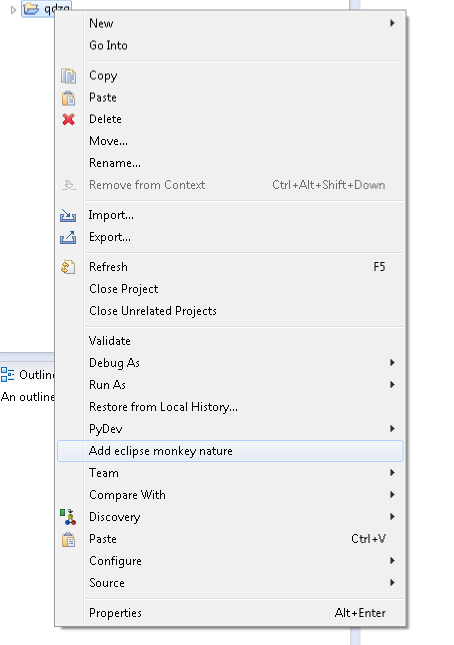 New
Go Into
Copy
Paste
Delete
Move...
Rename...
Remove from Context Ctrl+Alt+Shift+Down
Import...
Export...
Refresh F5
Close Project
Close Unrelated Projects
Validate
Debug As
Run As
Restore from Local History...
PyDev
Add eclipse monkey nature
Team
Compare With
Discovery
Paste Ctrl+V
Configure
Source
Properties Alt+Enter
An outline